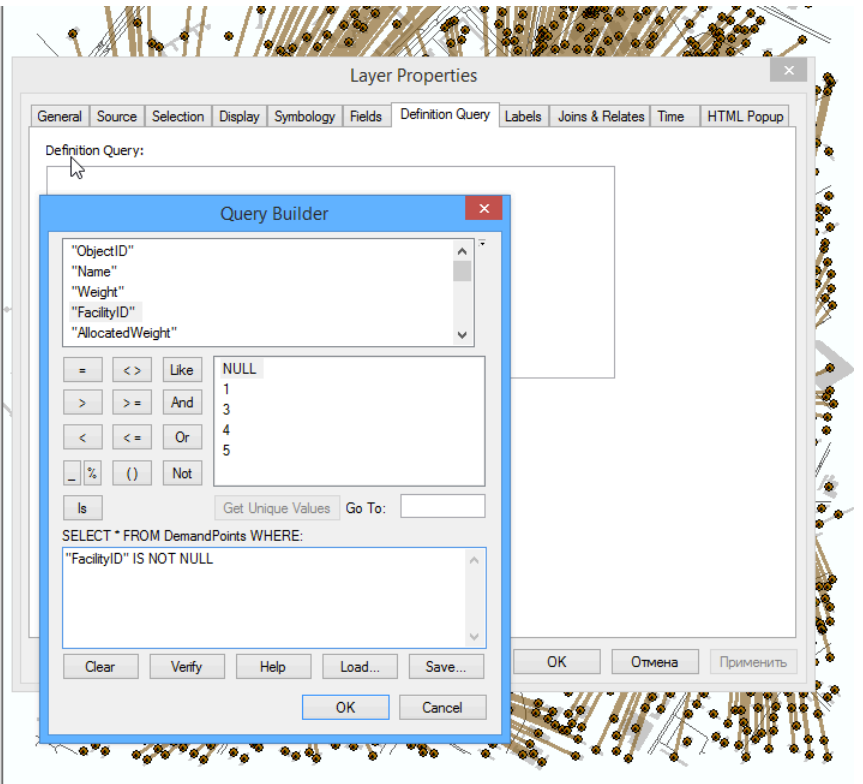 Layer Properties
General Source Selection Display Symbology Fields Definition Query Labels Joins & Relates Time HTML Popup
Definition Query:
Query Builder
"ObjectID"
"Name"
"Weight"
"FacilityID"
"AllocatedWeight"
= < > Like
> > = And
< < = Or
_ % ( ) Not
Is
NULL
1
3
4
5
Get Unique Values Go To:
SELECT * FROM DemandPoints WHERE:
"FacilityID" IS NOT NULL
Clear Verify Help Load... Save...
OK Cancel
OK Отмена Применить